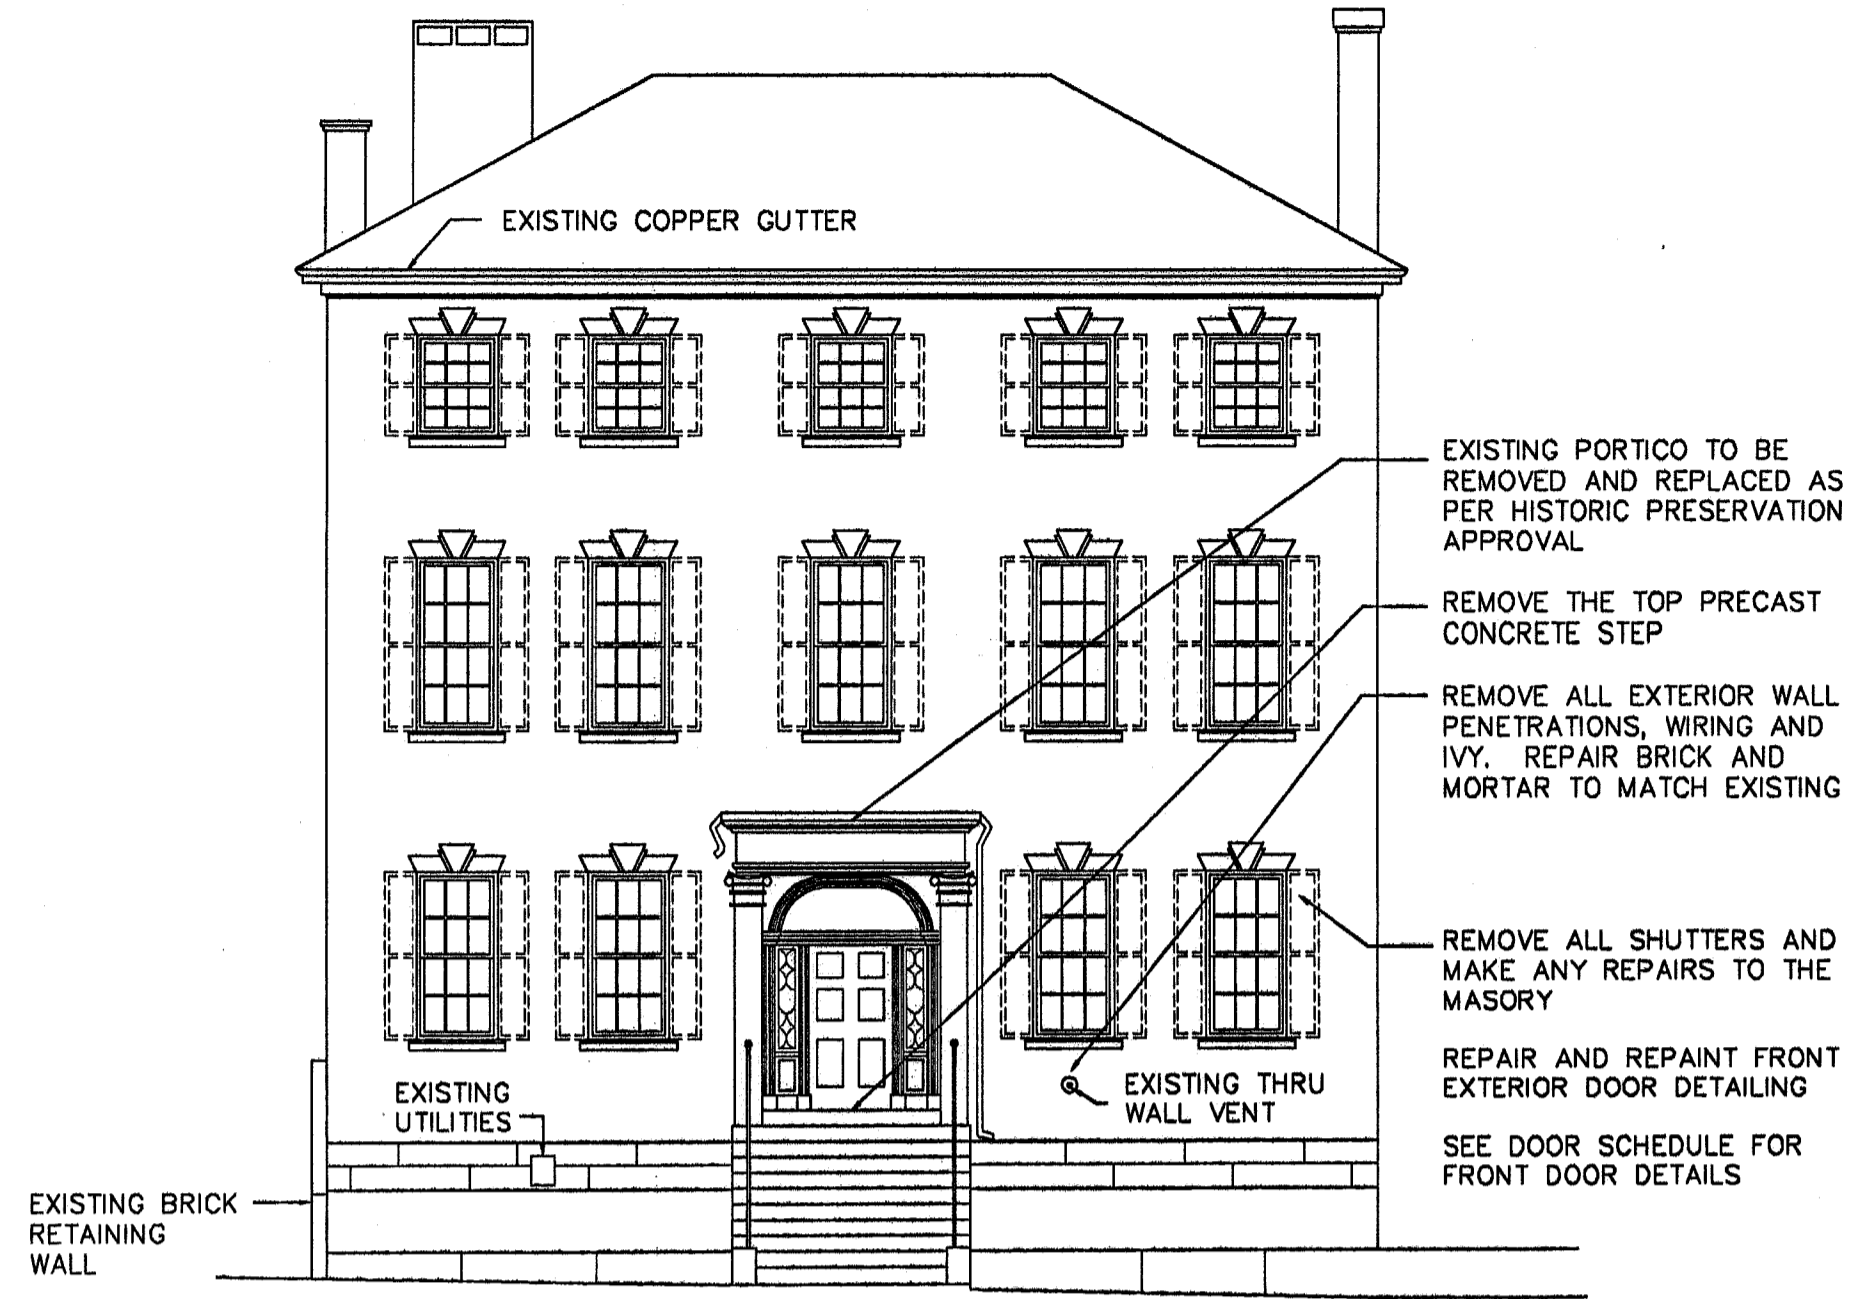 EXISTING COPPER GUTTER
EXISTING PORTICO TO BE
REMOVED AND REPLACED AS
PER HISTORIC PRESERVATION
APPROVAL
REMOVE THE TOP PRECAST
CONCRETE STEP
REMOVE ALL EXTERIOR WALL
PENETRATIONS, WIRING AND
IVY. REPAIR BRICK AND
MORTAR TO MATCH EXISTING
REMOVE ALL SHUTTERS AND
MAKE ANY REPAIRS TO THE
MASORY
REPAIR AND REPAINT FRONT
EXTERIOR DOOR DETAILING
SEE DOOR SCHEDULE FOR
FRONT DOOR DETAILS
EXISTING THRU
WALL VENT
EXISTING
UTILITIES
EXISTING BRICK
RETAINING
WALL